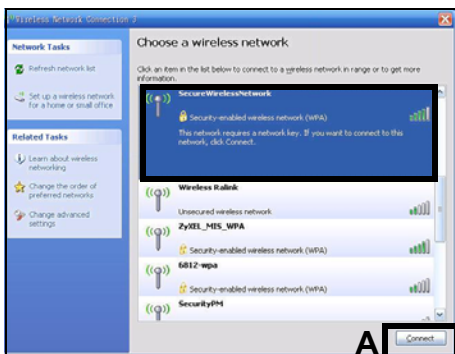 Wireless Network Connection 3
Network Tasks
Refresh network list
Set up a wireless network
for a home or small office
Related Tasks
Learn about wireless
networking
Change the order of
preferred networks
Change advanced
settings
Choose a wireless network
Click an item in the list below to connect to a wireless network in range or to get more
information.
SecureWirelessNetwork
Security-enabled wireless network (WPA)
This network requires a network key. If you want to connect to this
network, click Connect.
Wireless Ralink
Unsecured wireless network
ZyXEL_MIS_WPA
Security-enabled wireless network (WPA)
6812-wpa
Security-enabled wireless network (WPA)
SecurityPM
A
Connect